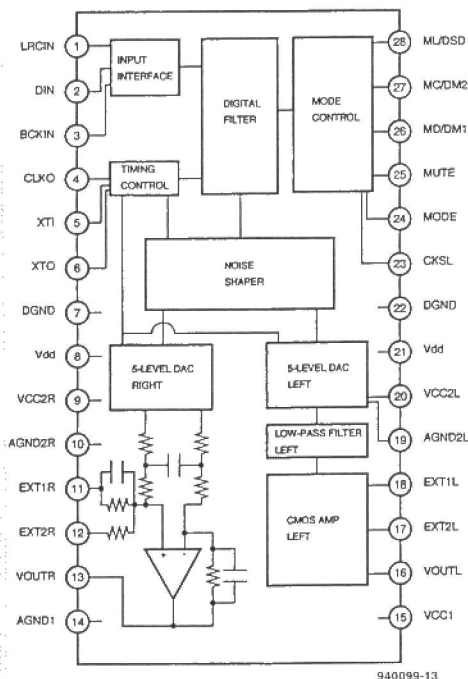 LRCIN 1
DIN 2
BCKIN 3
CLKO 4
XTI 5
XTO 6
DGND 7
Vdd 8
VCC2R 9
AGND2R 10
EXT1R 11
EXT2R 12
VOUTR 13
AGND1 14
INPUT
INTERFACE
DIGITAL
FILTER
MODE
CONTROL
TIMING
CONTROL
NOISE
SHAPER
5-LEVEL DAC
RIGHT
5-LEVEL DAC
LEFT
LOW-PASS FILTER
LEFT
CMOS AMP
LEFT
+ -
28 ML/DSD
27 MC/DM2
26 MD/DM1
25 MUTE
24 MODE
23 CKSL
22 DGND
21 Vdd
20 VCC2L
19 AGND2L
18 EXT1L
17 EXT2L
16 VOUTL
15 VCC1
940099-13